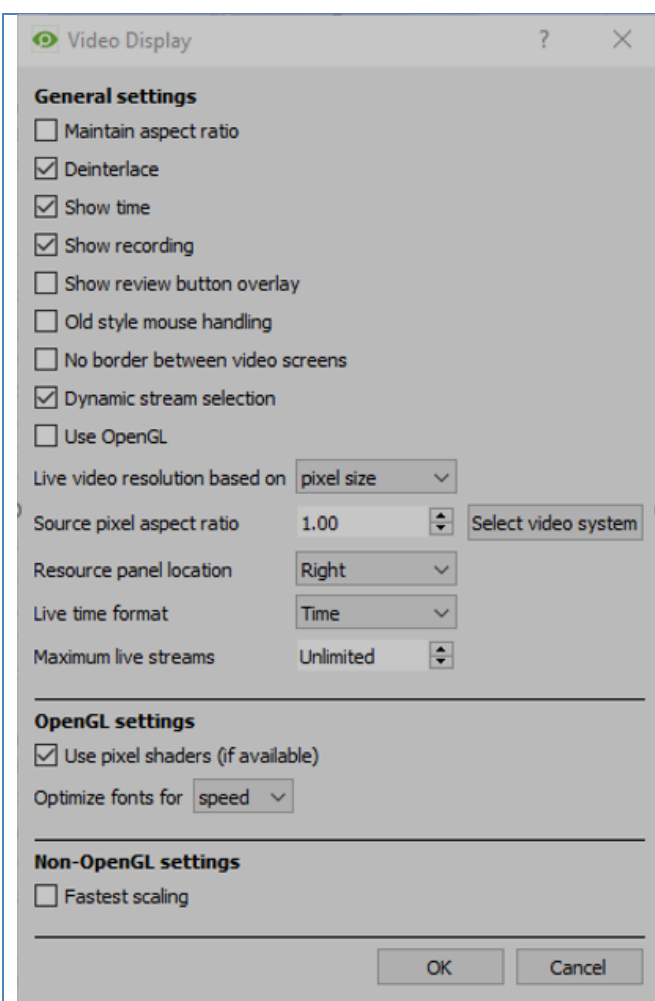 Video Display ?
General settings
Maintain aspect ratio
Deinterlace
Show time
Show recording
Show review button overlay
Old style mouse handling
No border between video screens
Dynamic stream selection
Use OpenGL
Live video resolution based on pixel size
Source pixel aspect ratio 1.00 Select video system
Resource panel location Right
Live time format Time
Maximum live streams Unlimited
OpenGL settings
Use pixel shaders (if available)
Optimize fonts for speed
Non-OpenGL settings
Fastest scaling
OK Cancel